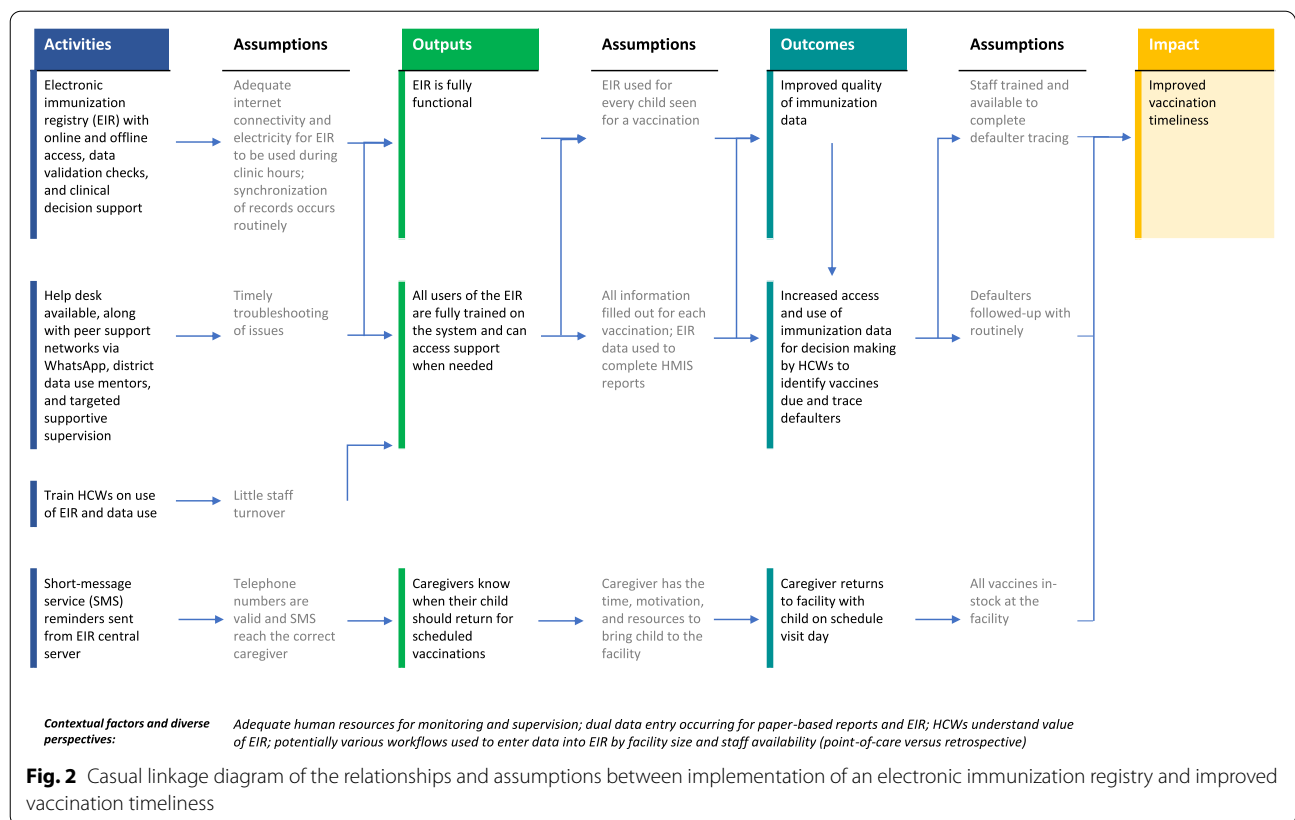 Activities
Assumptions
Outputs
Assumptions
Outcomes
Assumptions
Impact
Electronic
immunization
registry (EIR) with
online and offline
access, data
validation checks,
and clinical
decision support
Adequate
internet
connectivity and
electricity for EIR
to be used during
clinic hours;
synchronization
of records occurs
routinely
EIR is fully
functional
EIR used for
every child seen
for a vaccination
Improved quality
of immunization
data
Staff trained and
available to
complete
defaulter tracing
Improved
vaccination
timeliness
Help desk
available, along
with peer support
networks via
WhatsApp, district
data use mentors,
and targeted
supportive
supervision
Timely
troubleshooting
of issues
All users of the EIR
are fully trained on
the system and can
access support
when needed
All information
filled out for each
vaccination; EIR
data used to
complete HMIS
reports
Increased access
and use of
immunization data
for decision making
by HCWs to
identify vaccines
due and trace
defaulters
Defaulters
followed-up with
routinely
Train HCWs on use
of EIR and data use
Little staff
turnover
Short-message
service (SMS)
reminders sent
from EIR central
server
Telephone
numbers are
valid and SMS
reach the correct
caregiver
Caregivers know
when their child
should return for
scheduled
vaccinations
Caregiver has the
time, motivation,
and resources to
bring child to the
facility
Caregiver returns
to facility with
child on schedule
visit day
All vaccines in-
stock at the
facility
Contextual factors and diverse
perspectives:
Adequate human resources for monitoring and supervision; dual data entry occurring for paper-based reports and EIR; HCWs understand value
of EIR; potentially various workflows used to enter data into EIR by facility size and staff availability (point-of-care versus retrospective)
Fig. 2 Casual linkage diagram of the relationships and assumptions between implementation of an electronic immunization registry and improved
vaccination timeliness